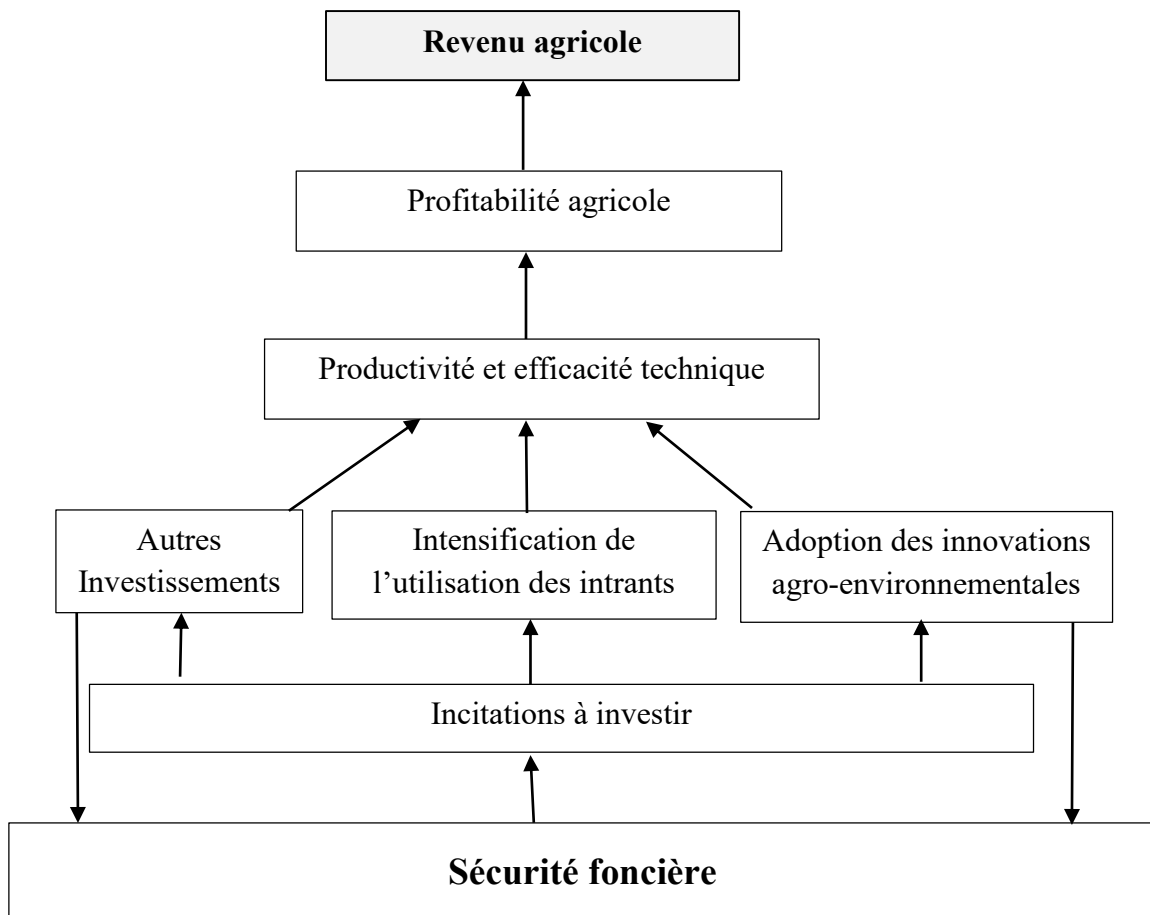 Revenu agricole
Profitabilité agricole
Productivité et efficacité technique
Autres
Investissements
Intensification de
l’utilisation des intrants
Adoption des innovations
agro-environnementales
Incitations à investir
Sécurité foncière